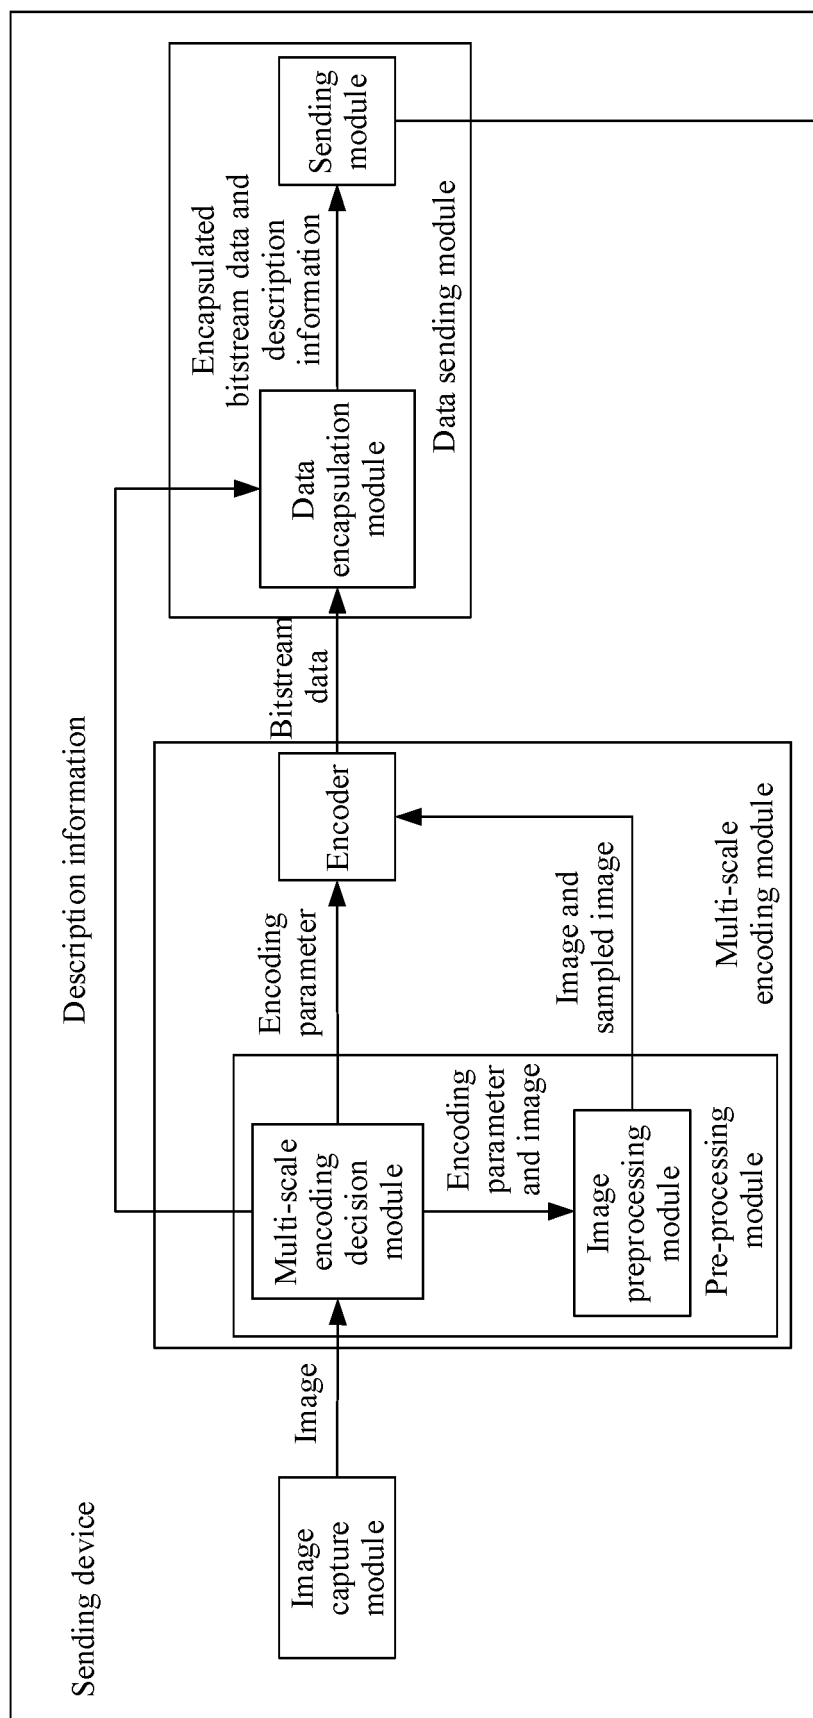 Sending device
Image
capture
module
Image
Multi-scale
encoding
decision
module
Encoding
parameter
and image
Image
preprocessing
module
Pre-processing
module
Encoding
parameter
Image and
sampled image
Encoder
Multi-scale
encoding module
Description information
Bitstream
data
Data
encapsulation
module
Encapsulated
bitstream data and
description
information
Sending
module
Data sending module